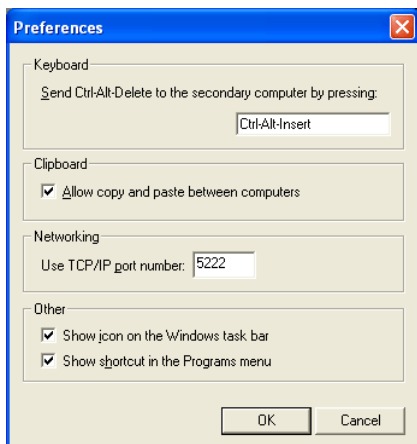 Preferences
Keyboard
Send Ctrl-Alt-Delete to the secondary computer by pressing:
Ctrl-Alt-Insert
Clipboard
Allow copy and paste between computers
Networking
Use TCP/IP port number: 5222
Other
Show icon on the Windows task bar
Show shortcut in the Programs menu
OK Cancel